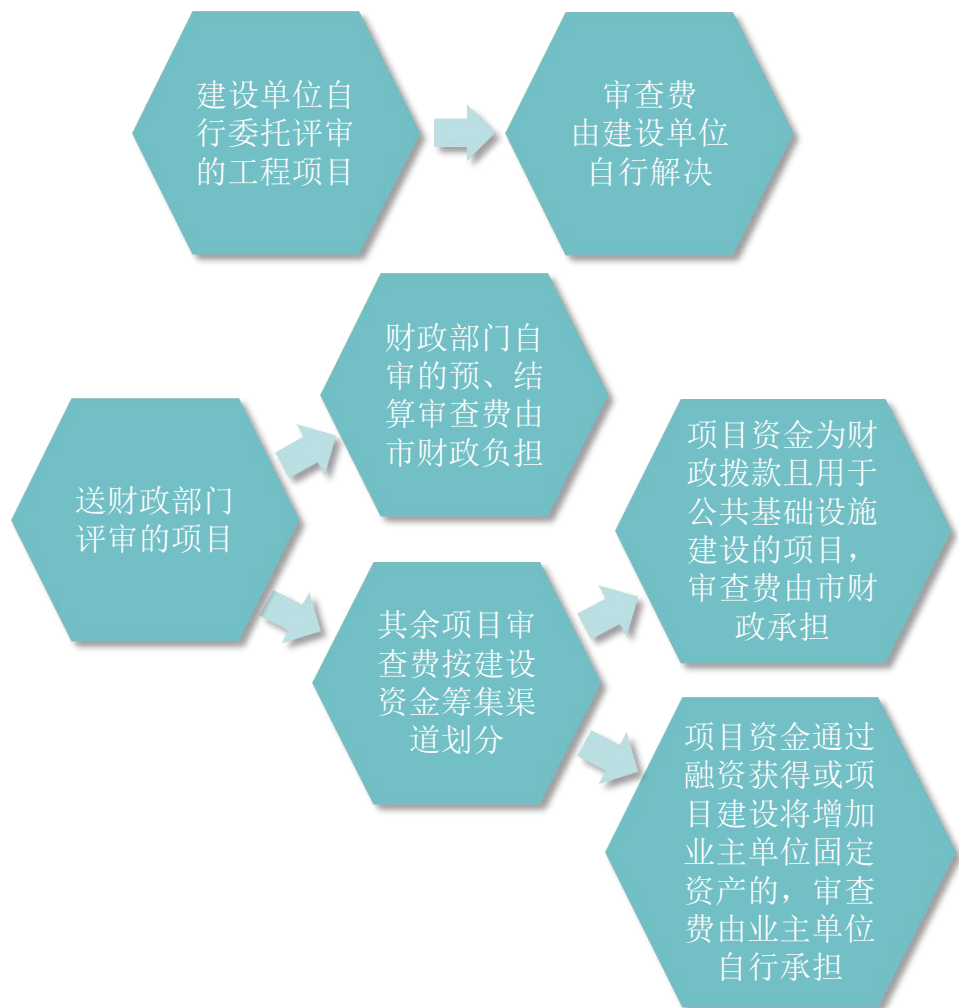 建设单位自
行委托评审
的工程项目
审查费
由建设单位
自行解决
财政部门自
审的预、结
算审查费由
市财政负担
送财政部门
评审的项目
项目资金为财
政拨款且用于
公共基础设施
建设的项目，
审查费由市财
政承担
其余项目审
查费按建设
资金筹集渠
道划分
项目资金通过
融资获得或项
目建设将增加
业主单位固定
资产的，审查
费由业主单位
自行承担